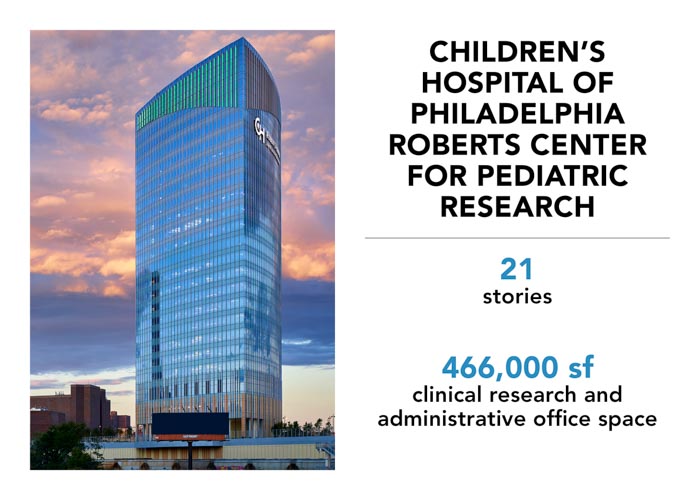 CHILDREN’S
HOSPITAL OF
PHILADELPHIA
ROBERTS CENTER
FOR PEDIATRIC
RESEARCH
21
stories
466,000 sf
clinical research and
administrative office space